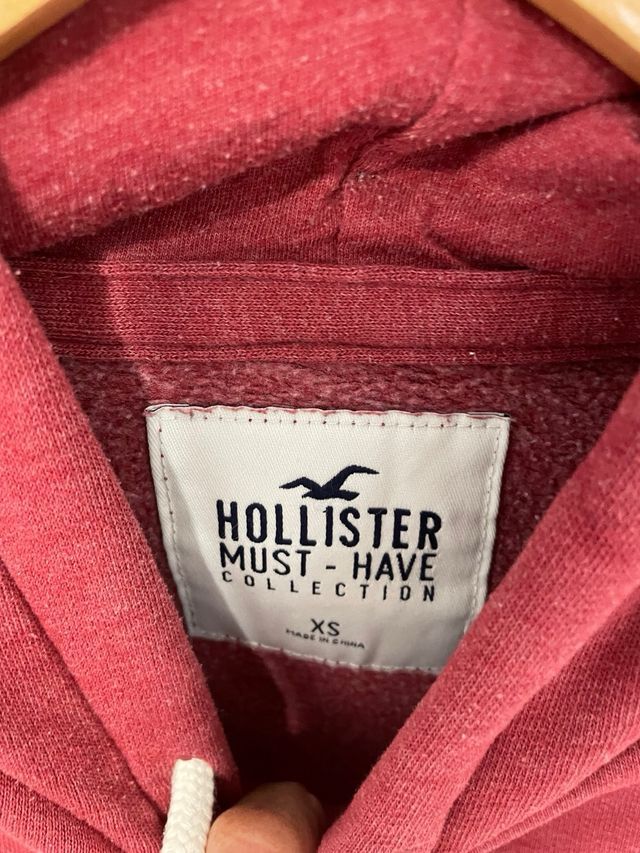 HOLLISTER
MUST - HAVE
COLLECTION
XS
MADE IN CHINA